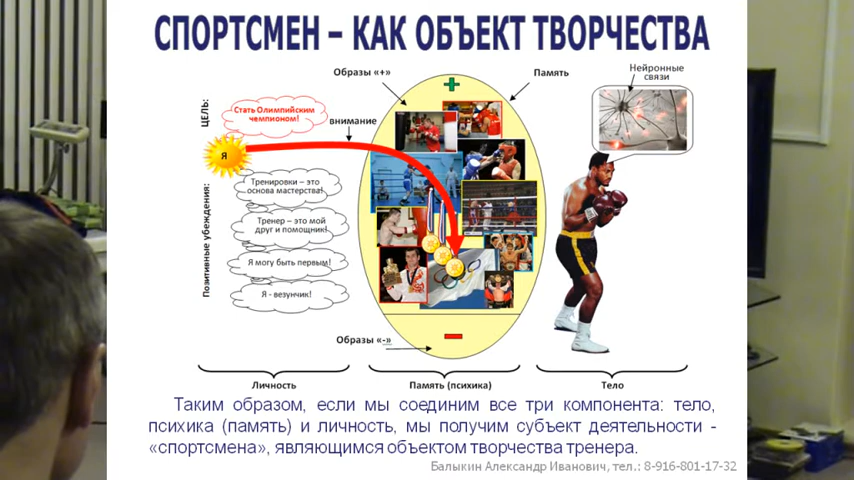 СПОРТСМЕН – КАК ОБЪЕКТ ТВОРЧЕСТВА
Образы «+»
Память
Нейронные
связи
ЦЕЛЬ:
Стать Олимпийским
чемпионом!
внимание
Я
Позитивные убеждения:
Тренировки – это
основа мастерства!
Тренер – это мой
друг и помощник!
Я могу быть первым!
Я - везунчик!
Образы «-»
Личность
Память (психика)
Тело
Таким образом, если мы соединим все три компонента: тело,
психика (память) и личность, мы получим субъект деятельности -
«спортсмена», являющимся объектом творчества тренера.
Балыкин Александр Иванович, тел.: 8-916-801-17-32